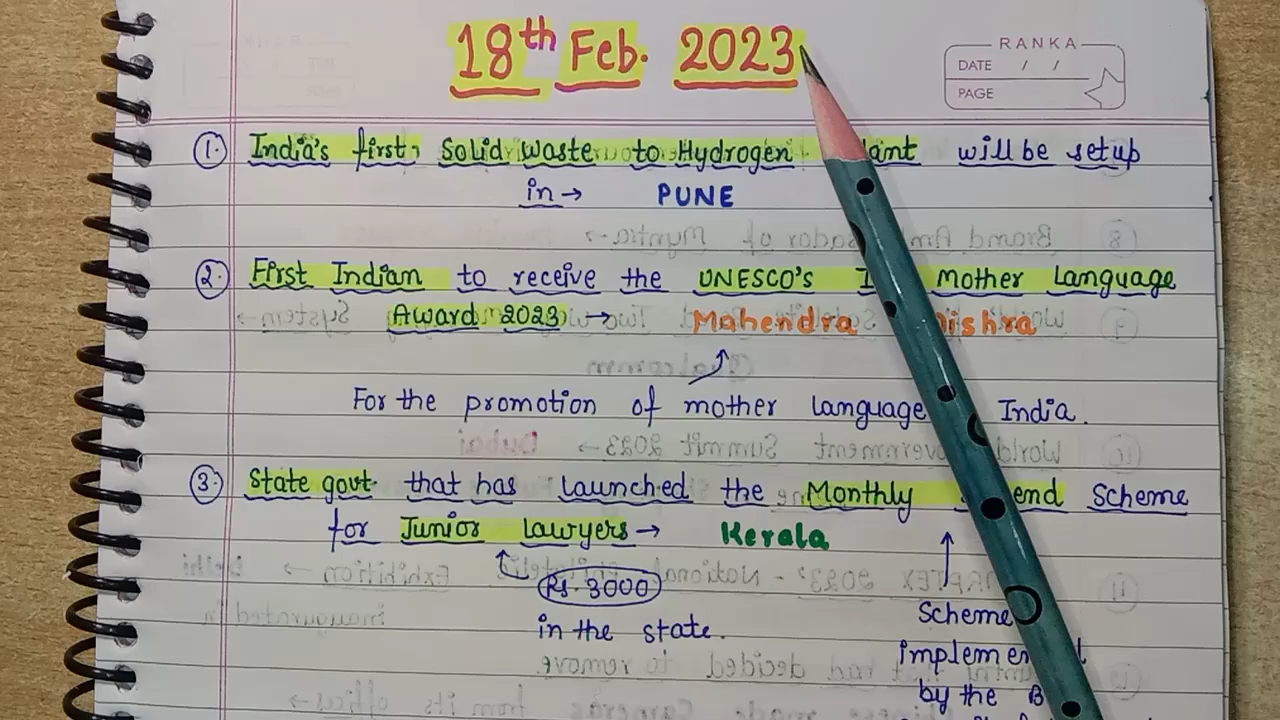 18th Feb. 2023
RANKA
DATE / /
PAGE
1. India's first, Solid waste to Hydrogen will be setup
in → PUNE
2. First Indian to receive the UNESCO's Mother Language
Award 2023 → Mahendra
For the promotion of mother language India.
3. State govt. that has launched the Monthly Scheme
for Junior lawyers → Kerala
Rs. 3000
in the state.
Scheme
by the